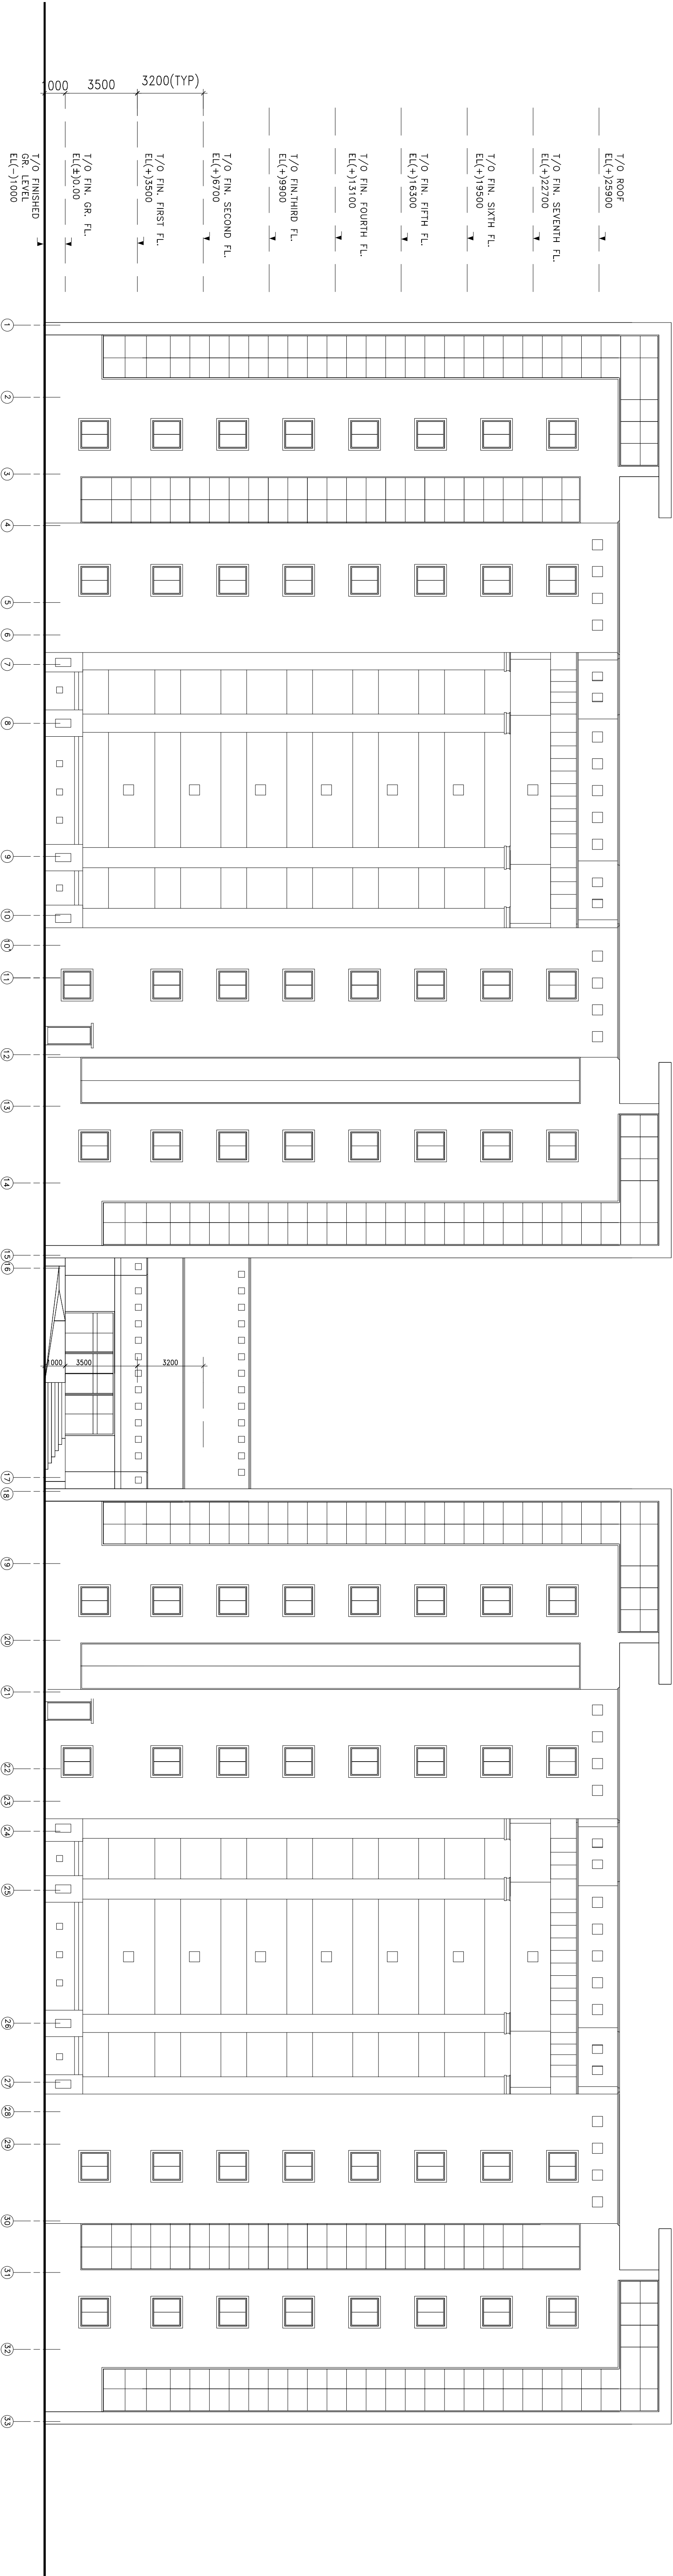 T/O ROOF
EL(+)25900
T/O FIN. SEVENTH FL.
EL(+)22700
T/O FIN. SIXTH FL.
EL(+)19500
T/O FIN. FIFTH FL.
EL(+)16300
T/O FIN. FOURTH FL.
EL(+)13100
T/O FIN.THIRD FL.
EL(+)9900
T/O FIN. SECOND FL.
EL(+)6700
T/O FIN. FIRST FL.
EL(+)3500
T/O FIN. GR. FL.
EL(±)0.00
T/O FINISHED
GR. LEVEL
EL(-)1000
3200(TYP)
3500
1000
1
2
3
4
5
6
7
8
9
10
10'
11
12
13
14
15
16
1000
3500
3200
17
18
19
20
21
22
23
24
25
26
27
28
29
30
31
32
33